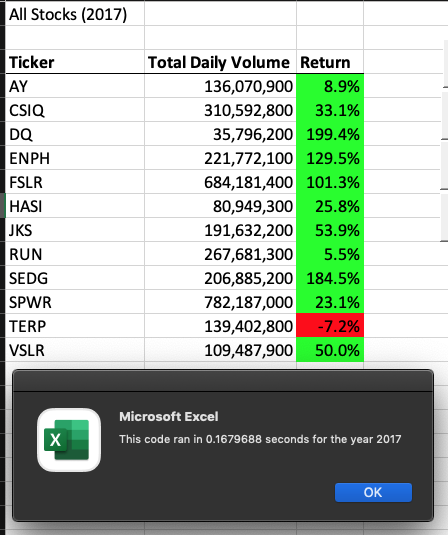 All Stocks (2017)
Ticker Total Daily Volume Return
AY 136,070,900 8.9%
CSIQ 310,592,800 33.1%
DQ 35,796,200 199.4%
ENPH 221,772,100 129.5%
FSLR 684,181,400 101.3%
HASI 80,949,300 25.8%
JKS 191,632,200 53.9%
RUN 267,681,300 5.5%
SEDG 206,885,200 184.5%
SPWR 782,187,000 23.1%
TERP 139,402,800 -7.2%
VSLR 109,487,900 50.0%
Microsoft Excel
X
This code ran in 0.1679688 seconds for the year 2017
OK